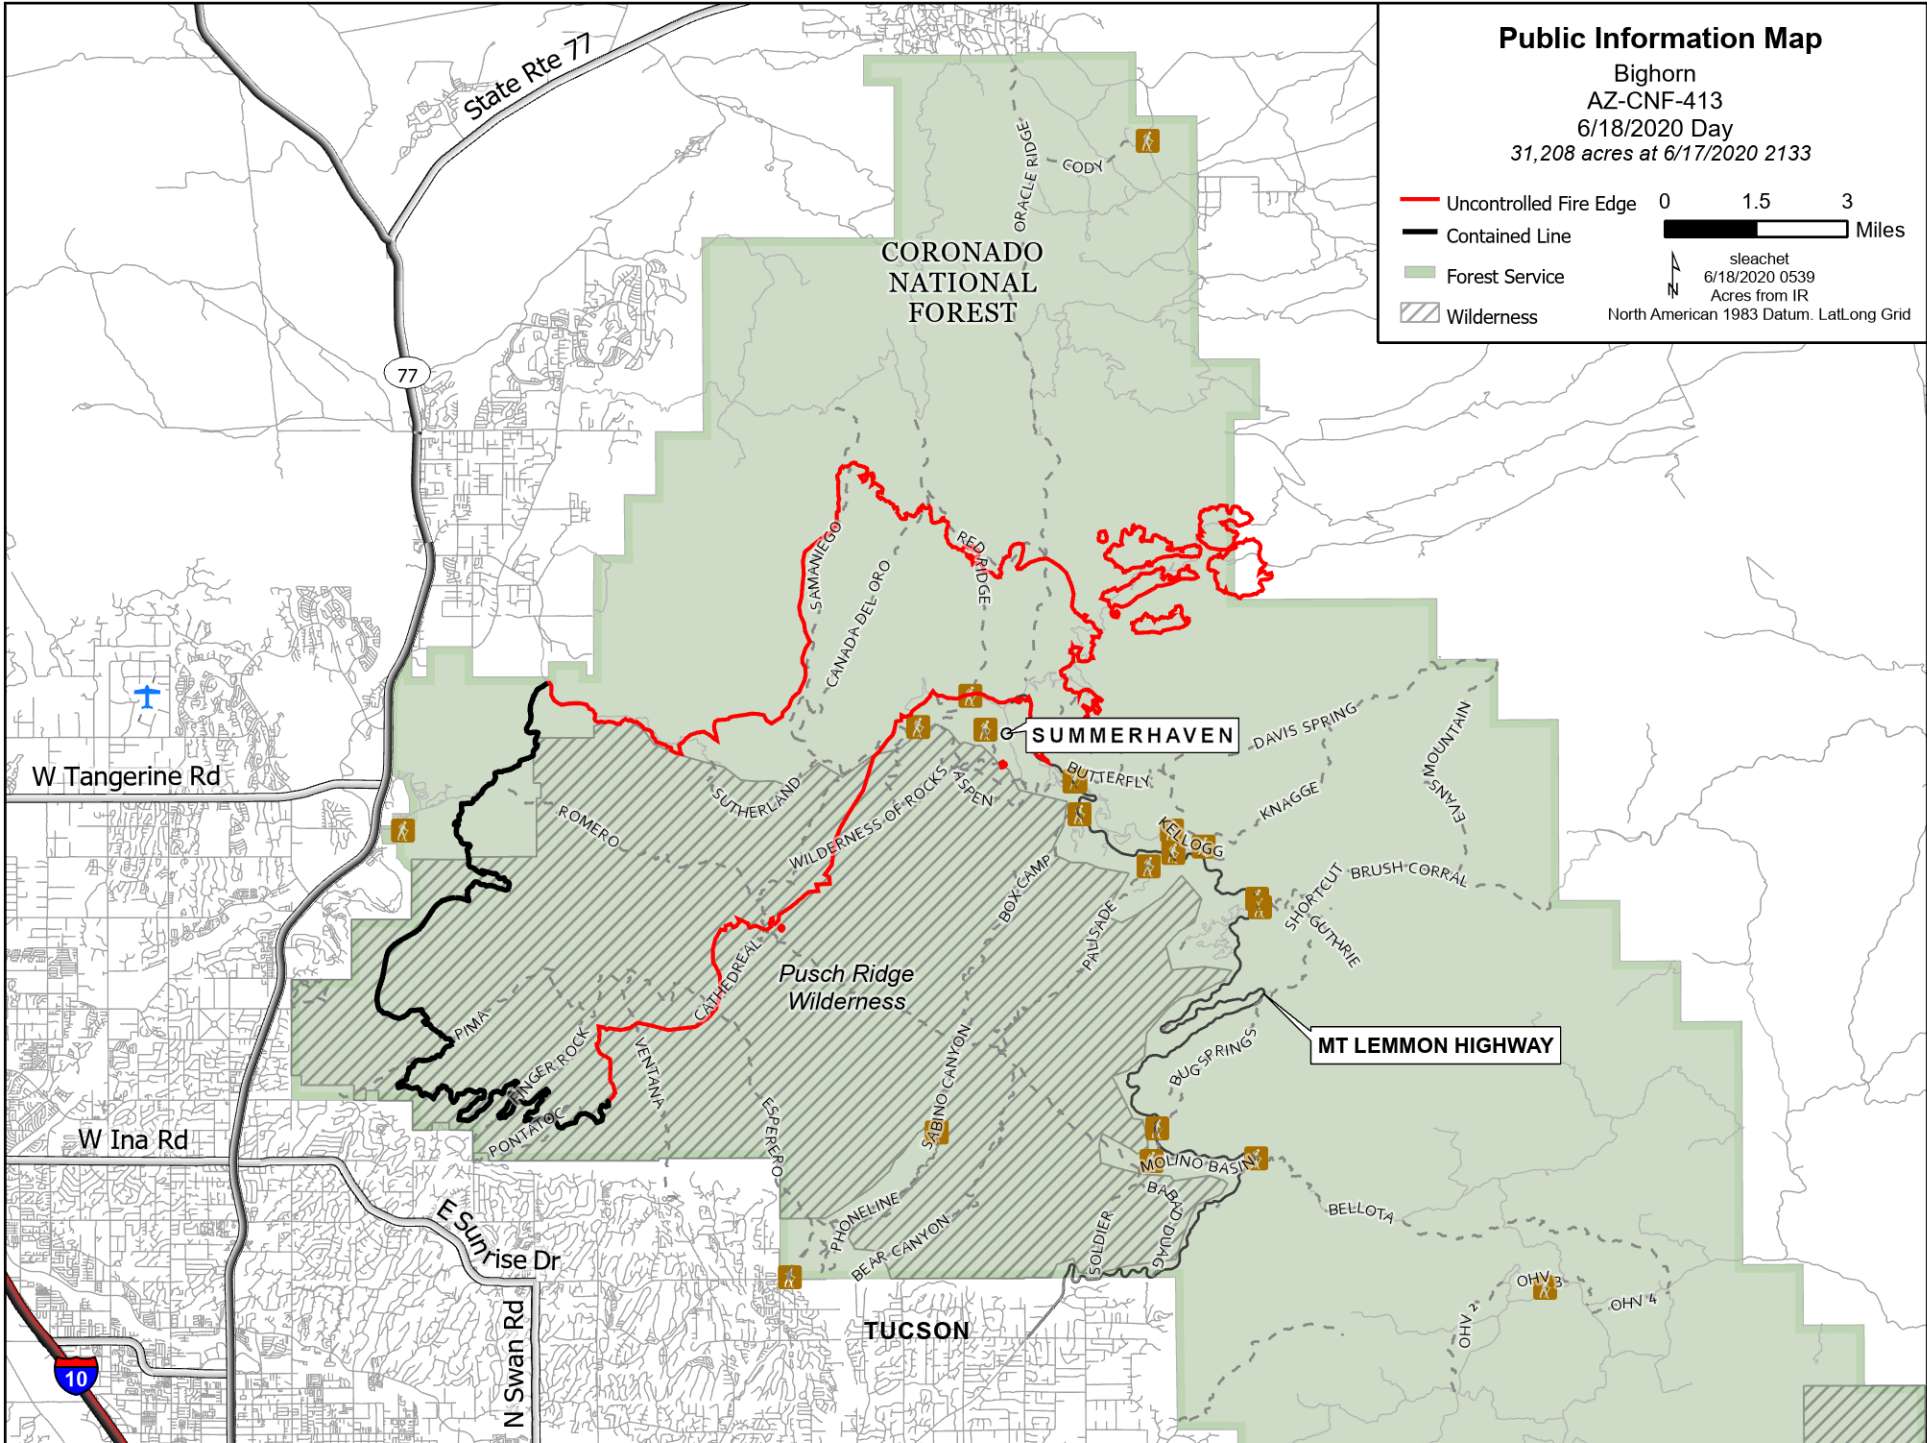 Public Information Map
Bighorn
AZ-CNF-413
6/18/2020 Day
31,208 acres at 6/17/2020 2133
Uncontrolled Fire Edge
Contained Line
Forest Service
Wilderness
0 1.5 3
Miles
N
sleachet
6/18/2020 0539
Acres from IR
North American 1983 Datum. LatLong Grid
State Rte 77
ORACLE RIDGE
CODY
CORONADO
NATIONAL
FOREST
77
SAMANIEGO
CANADA DEL ORO
RED RIDGE
SUMMERHAVEN
W Tangerine Rd
ROMERO
SUTHERLAND
WILDERNESS OF ROCKS
ASPEN
BUTTERFLY
DAVIS SPRING
EVANS MOUNTAIN
KNAGGE
KELLOGG
BRUSH CORRAL
SHORTCUT
GUTHRIE
BOX CAMP
PALISADE
CATHEDREAL
Pusch Ridge
Wilderness
PIMA
FINGER ROCK
VENTANA
PONTATOC
ESPERERO
SABINO CANYON
MT LEMMON HIGHWAY
BUG SPRINGS
W Ina Rd
MOLINO BASIN
BABAD DUAG
SOLDIER
BELLOTA
PHONELINE
BEAR CANYON
E Sunrise Dr
N Swan Rd
TUCSON
OHV 3
OHV 4
OHV 2
10